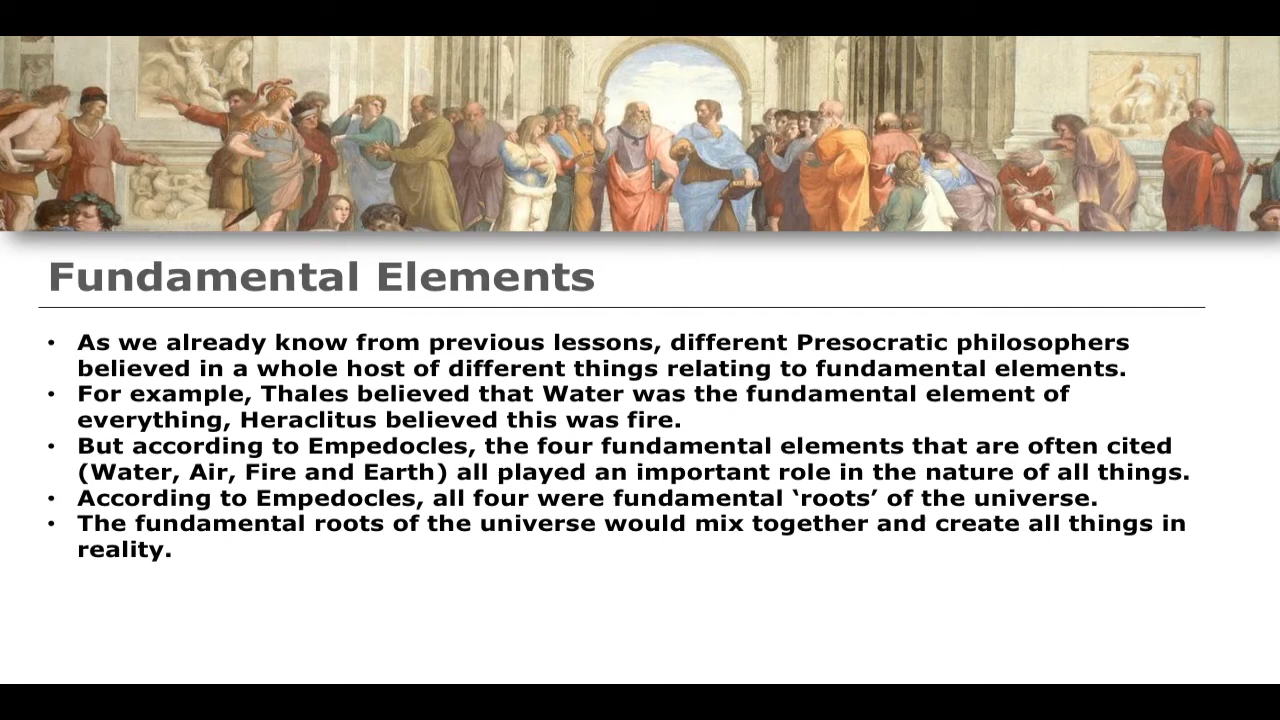 Fundamental Elements
• As we already know from previous lessons, different Presocratic philosophers
believed in a whole host of different things relating to fundamental elements.
• For example, Thales believed that Water was the fundamental element of
everything, Heraclitus believed this was fire.
• But according to Empedocles, the four fundamental elements that are often cited
(Water, Air, Fire and Earth) all played an important role in the nature of all things.
• According to Empedocles, all four were fundamental ‘roots’ of the universe.
• The fundamental roots of the universe would mix together and create all things in
reality.